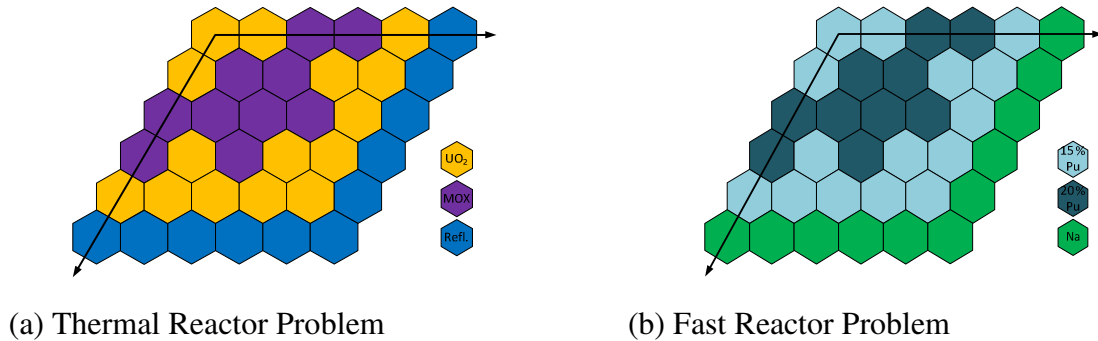 UO₂
MOX
Refl.
15%
Pu
20%
Pu
Na
(a) Thermal Reactor Problem
(b) Fast Reactor Problem